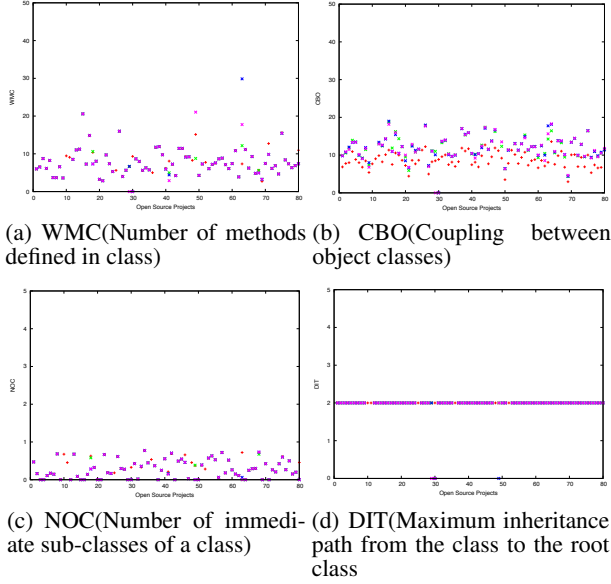 60
50
40
30
20
10
0
WMC
0 10 20 30 40 50 60 70 80
Open Source Projects
50
40
30
20
10
0
CBO
0 10 20 30 40 50 60 70 80
Open Source Projects
(a) WMC(Number of methods
defined in class)
(b) CBO(Coupling between
object classes)
5
4
3
2
1
0
NOC
0 10 20 30 40 50 60 70 80
Open Source Projects
5
4
3
2
1
0
DIT
0 10 20 30 40 50 60 70 80
Open Source Projects
(c) NOC(Number of immedi-
ate sub-classes of a class)
(d) DIT(Maximum inheritance
path from the class to the root
class